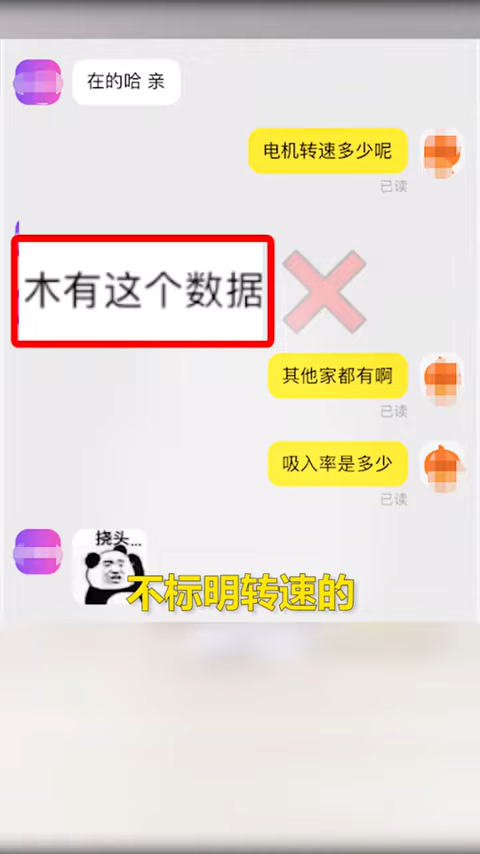 在的哈 亲
电机转速多少呢
已读
木有这个数据
其他家都有啊
已读
吸入率是多少
已读
挠头...
不标明转速的